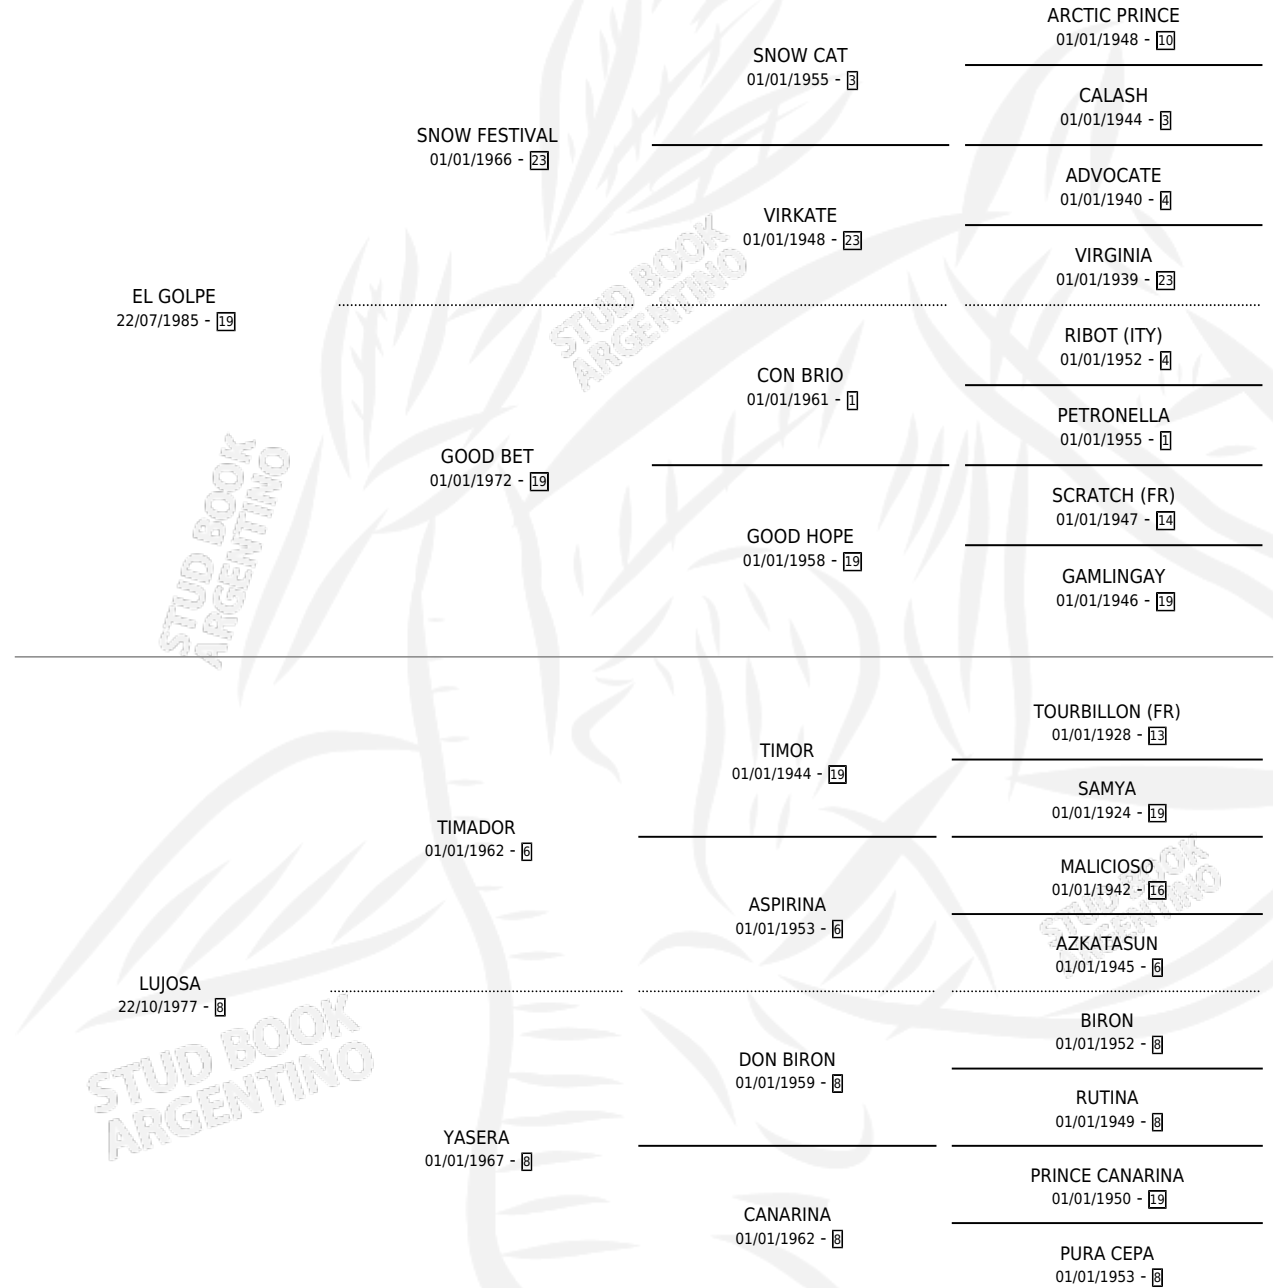 ARCTIC PRINCE
01/01/1948 - 10
SNOW CAT
01/01/1955 - 3
CALASH
01/01/1944 - 3
SNOW FESTIVAL
01/01/1966 - 23
ADVOCATE
01/01/1940 - 4
VIRKATE
01/01/1948 - 23
VIRGINIA
01/01/1939 - 23
EL GOLPE
22/07/1985 - 19
RIBOT (ITY)
01/01/1952 - 4
CON BRIO
01/01/1961 - 1
PETRONELLA
01/01/1955 - 1
GOOD BET
01/01/1972 - 19
SCRATCH (FR)
01/01/1947 - 14
GOOD HOPE
01/01/1958 - 19
GAMLINGAY
01/01/1946 - 19
TOURBILLON (FR)
01/01/1928 - 13
TIMOR
01/01/1944 - 19
SAMYA
01/01/1924 - 19
TIMADOR
01/01/1962 - 6
MALICIOSO
01/01/1942 - 16
ASPIRINA
01/01/1953 - 6
AZKATASUN
01/01/1945 - 6
LUJOSA
22/10/1977 - 8
BIRON
01/01/1952 - 8
DON BIRON
01/01/1959 - 8
RUTINA
01/01/1949 - 8
YASERA
01/01/1967 - 8
PRINCE CANARINA
01/01/1950 - 19
CANARINA
01/01/1962 - 8
PURA CEPA
01/01/1953 - 8
STUD BOOK
ARGENTINO
STUD BOOK
ARGENTINO
STUD BOOK
ARGENTINO
STUD BOOK
ARGENTINO